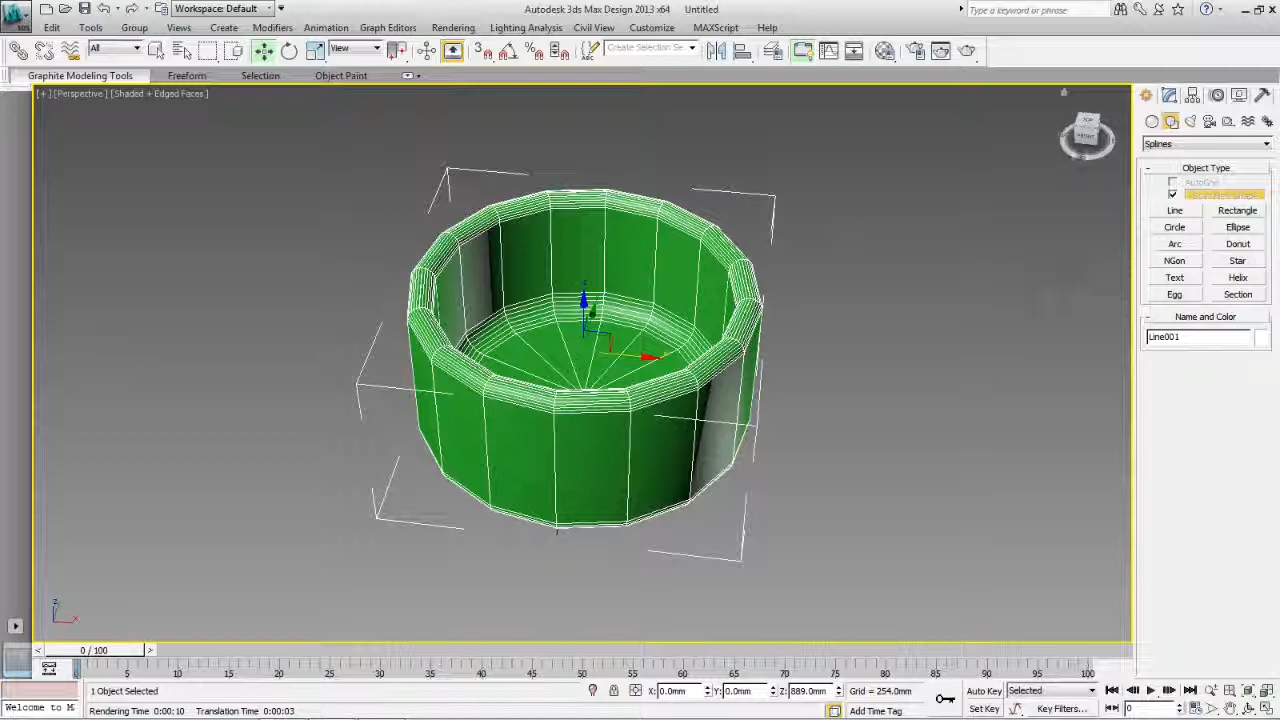 Workspace: Default
Autodesk 3ds Max Design 2013 x64 Untitled
Type a keyword or phrase
Edit Tools Group Views Create Modifiers Animation Graph Editors Rendering Lighting Analysis Civil View Customize MAXScript Help
All
View
3
Create Selection Se
Graphite Modeling Tools Freeform Selection Object Paint
[+] [Perspective] [Shaded + Edged Faces]
TOP
FRONT
Splines
Object Type
AutoGrid
Line Rectangle
Circle Ellipse
Arc Donut
NGon Star
Text Helix
Egg Section
Name and Color
Line001
z
x
0 / 100
5 10 15 20 25 30 35 40 45 50 55 60 65 70 75 80 85 90 95 100
1 Object Selected
X: 0.0mm Y: 0.0mm Z: 889.0mm Grid = 254.0mm
Auto Key Selected
Welcome to M
Rendering Time 0:00:10 Translation Time 0:00:03
Add Time Tag
Set Key Key Filters... 0